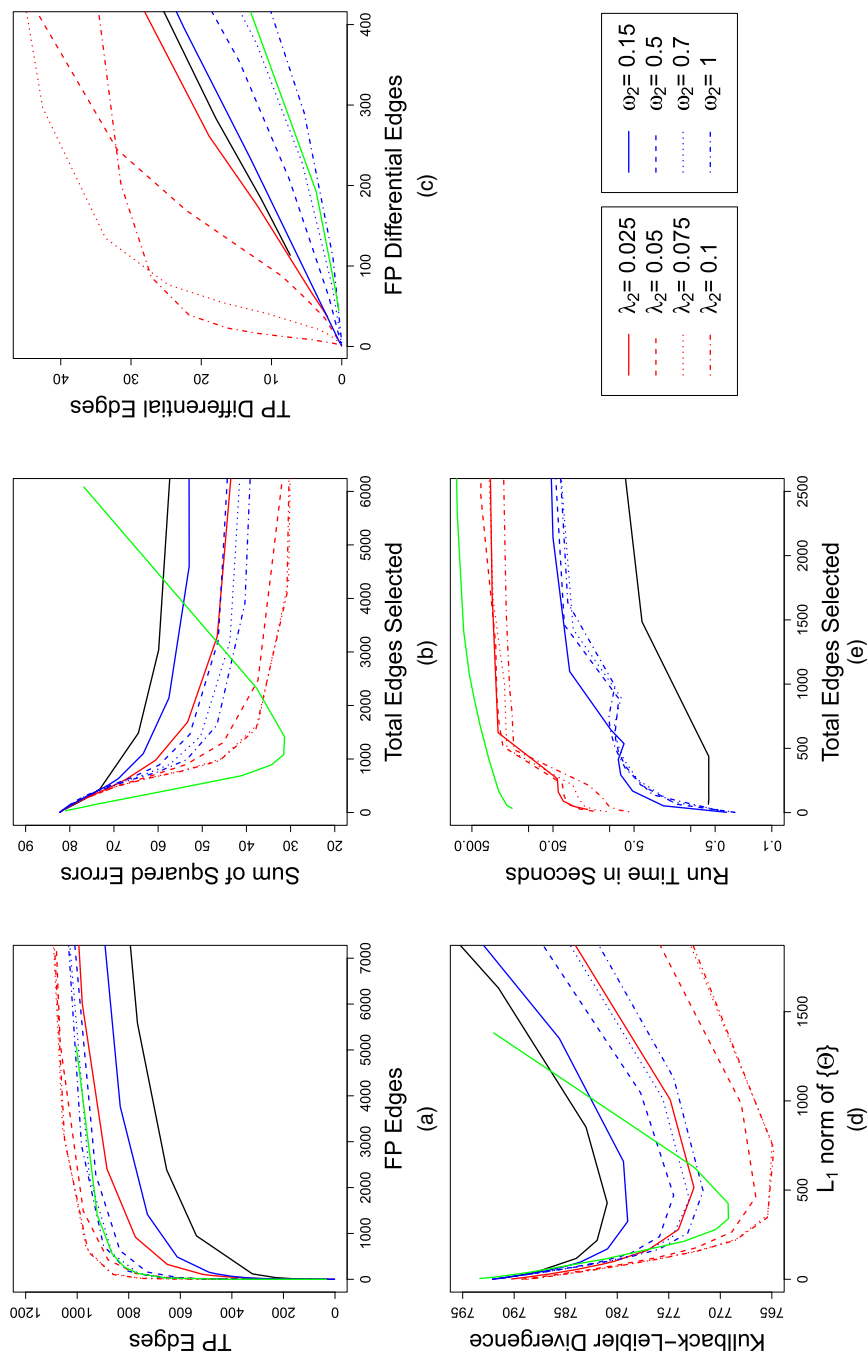 TP Edges
0 200 400 600 800 1000 1200
0 1000 2000 3000 4000 5000 6000 7000
FP Edges
(a)
Sum of Squared Errors
20 30 40 50 60 70 80 90
0 1000 2000 3000 4000 5000 6000
Total Edges Selected
(b)
TP Differential Edges
0 10 20 30 40
0 100 200 300 400
FP Differential Edges
(c)
Kullback−Leibler Divergence
765 770 775 780 785 790 795
0 500 1000 1500
L₁ norm of {Θ}
(d)
Run Time in Seconds
0.1 0.5 5.0 50.0 500.0
0 500 1000 1500 2000 2500
Total Edges Selected
(e)
λ₂= 0.025
λ₂= 0.05
λ₂= 0.075
λ₂= 0.1
ω₂= 0.15
ω₂= 0.5
ω₂= 0.7
ω₂= 1